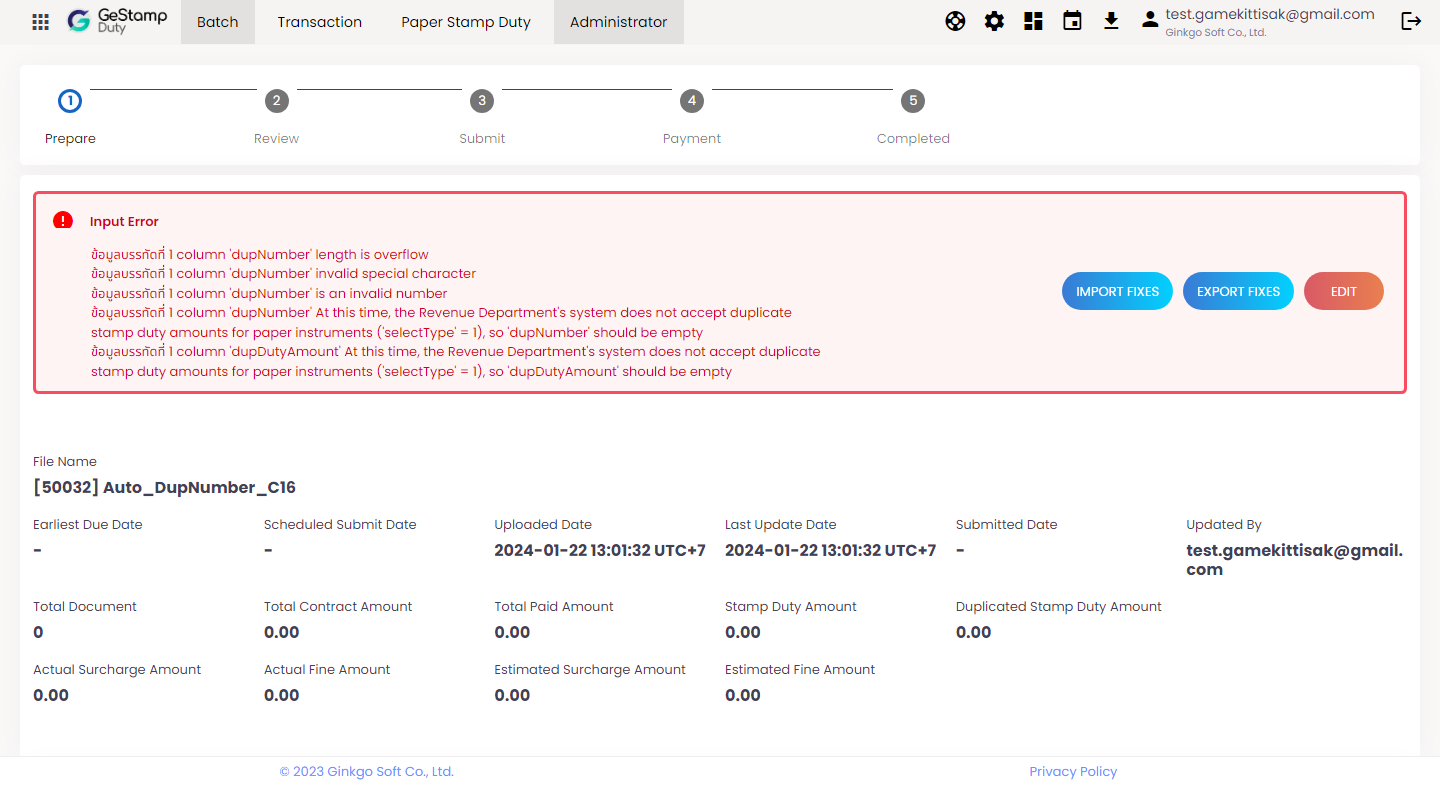 GeStamp
Duty
Batch
Transaction
Paper Stamp Duty
Administrator
test.gamekittisak@gmail.com
Ginkgo Soft Co., Ltd.
1
2
3
4
5
Prepare
Review
Submit
Payment
Completed
Input Error
ข้อมูลบรรทัดที่ 1 column 'dupNumber' length is overflow
ข้อมูลบรรทัดที่ 1 column 'dupNumber' invalid special character
ข้อมูลบรรทัดที่ 1 column 'dupNumber' is an invalid number
ข้อมูลบรรทัดที่ 1 column 'dupNumber' At this time, the Revenue Department's system does not accept duplicate
stamp duty amounts for paper instruments ('selectType' = 1), so 'dupNumber' should be empty
ข้อมูลบรรทัดที่ 1 column 'dupDutyAmount' At this time, the Revenue Department's system does not accept duplicate
stamp duty amounts for paper instruments ('selectType' = 1), so 'dupDutyAmount' should be empty
IMPORT FIXES
EXPORT FIXES
EDIT
File Name
[50032] Auto_DupNumber_C16
Earliest Due Date
-
Scheduled Submit Date
-
Uploaded Date
2024-01-22 13:01:32 UTC+7
Last Update Date
2024-01-22 13:01:32 UTC+7
Submitted Date
-
Updated By
test.gamekittisak@gmail.
com
Total Document
0
Total Contract Amount
0.00
Total Paid Amount
0.00
Stamp Duty Amount
0.00
Duplicated Stamp Duty Amount
0.00
Actual Surcharge Amount
0.00
Actual Fine Amount
0.00
Estimated Surcharge Amount
0.00
Estimated Fine Amount
0.00
© 2023 Ginkgo Soft Co., Ltd.
Privacy Policy